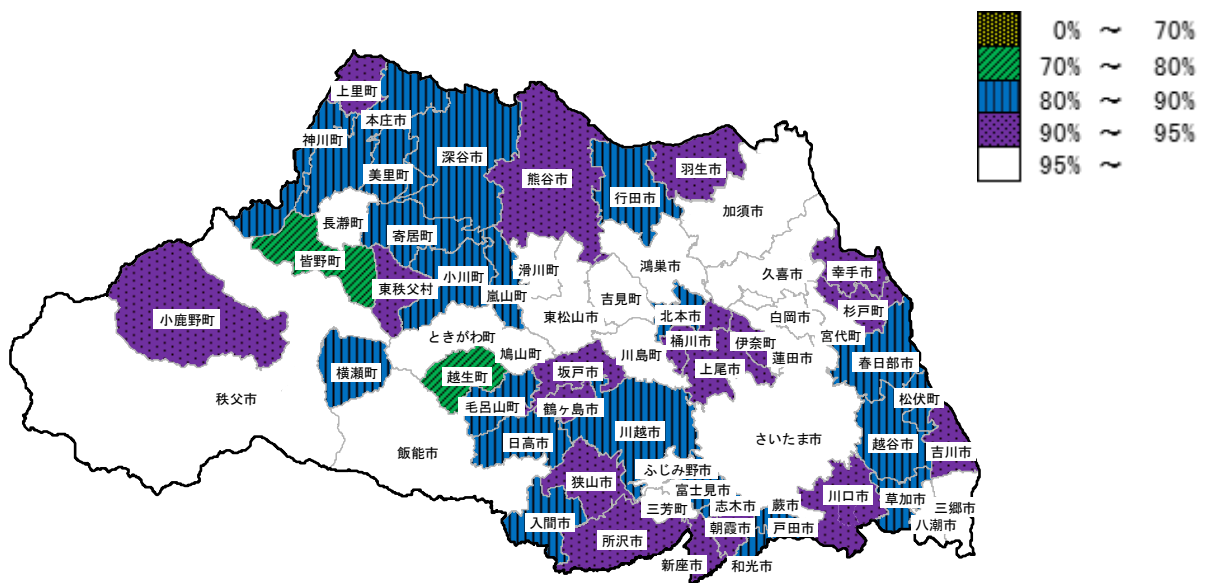 0% ～ 70%
70% ～ 80%
80% ～ 90%
90% ～ 95%
95% ～
上里町
本庄市
神川町
美里町
深谷市
熊谷市
行田市
羽生市
加須市
長瀞町
寄居町
皆野町
東秩父村
小川町
嵐山町
滑川町
鴻巣市
久喜市
幸手市
吉見町
東松山市
北本市
白岡市
杉戸町
小鹿野町
ときがわ町
鳩山町
川島町
桶川市
伊奈町
宮代町
蓮田市
春日部市
横瀬町
越生町
坂戸市
上尾市
秩父市
毛呂山町
鶴ヶ島市
松伏町
飯能市
日高市
川越市
さいたま市
越谷市
吉川市
ふじみ野市
狭山市
富士見市
三芳町
志木市
蕨市
川口市
草加市
三郷市
八潮市
入間市
所沢市
朝霞市
戸田市
新座市
和光市